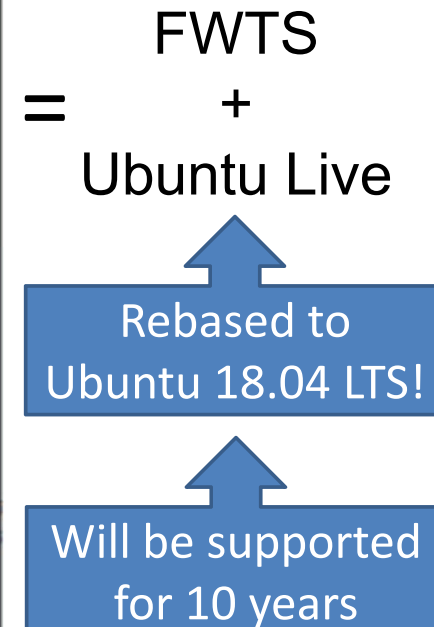 FWTS
= +
Ubuntu Live
Rebased to
Ubuntu 18.04 LTS!
Will be supported
for 10 years